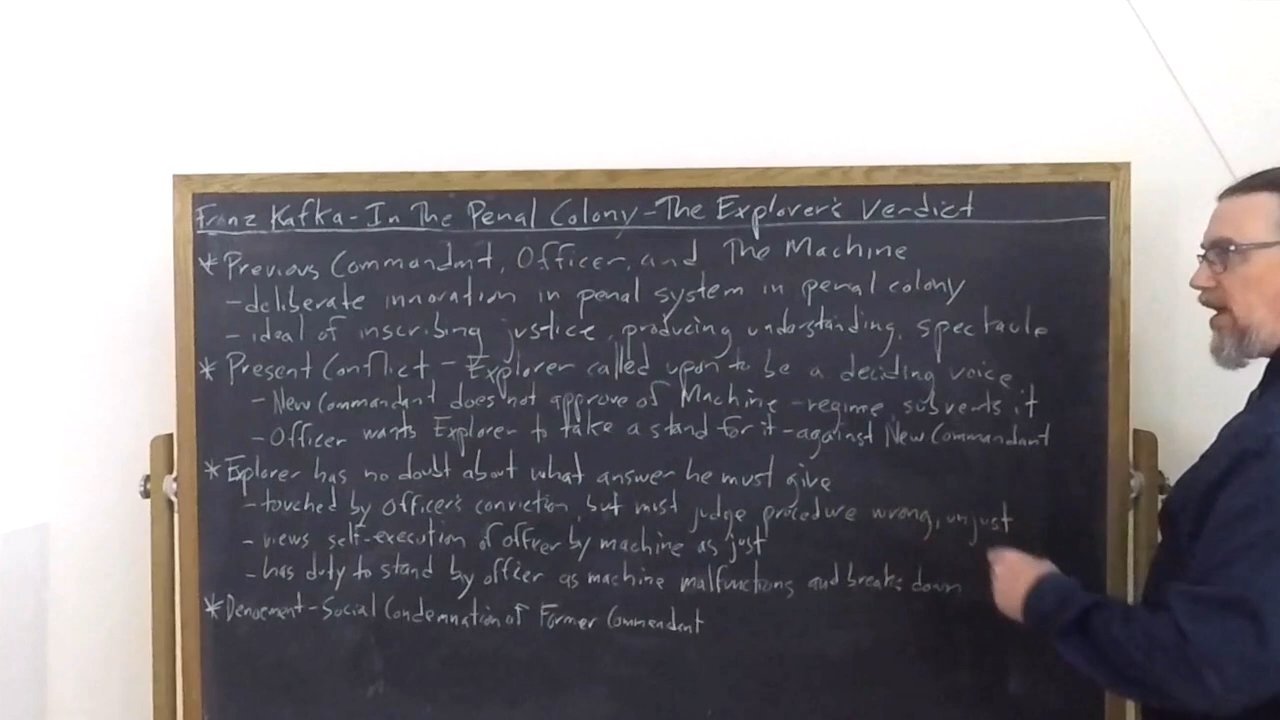 Franz Kafka - In The Penal Colony - The Explorer's Verdict
* Previous Commandmt, Officer, and The Machine
- deliberate innovation in penal system in penal colony
- ideal of inscribing justice, producing understanding, spectacle
* Present Conflict - Explorer called upon to be a deciding voice
- New Commandant does not approve of Machine - regime, subverts it
- Officer wants Explorer to take a stand for it - against New Commandant
* Explorer has no doubt about what answer he must give
- touched by officer's conviction, but must judge procedure wrong, unjust
- views self-execution of officer by machine as just
- has duty to stand by officer as machine malfunctions and breaks down
* Denoement - Social Condemnation of Former Commandant